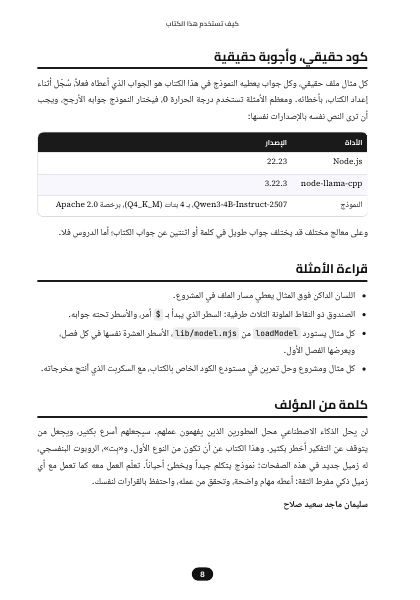 كيف تستخدم هذا الكتاب
كود حقيقي، وأجوبة حقيقية
كل مثال ملف حقيقي، وكل جواب يعطيه النموذج في هذا الكتاب هو الجواب الذي أعطاه فعلاً، سُجّل أثناء
إعداد الكتاب، بأخطائه. ومعظم الأمثلة تستخدم درجة الحرارة 0، فيختار النموذج جوابه الأرجح، ويجب
أن ترى النص نفسه بالإصدارات نفسها:
الأداة الإصدار
Node.js 22.23
node-llama-cpp 3.22.3
النموذج Qwen3-4B-Instruct-2507، بـ 4 بتات (Q4_K_M)، برخصة Apache 2.0
وعلى معالج مختلف قد يختلف جواب طويل في كلمة أو اثنتين عن جواب الكتاب؛ أما الدروس فلا.
قراءة الأمثلة
• اللسان الداكن فوق المثال يعطي مسار الملف في المشروع.
• الصندوق ذو النقاط الملونة الثلاث طرفية: السطر الذي يبدأ بـ $ أمر، والأسطر تحته جوابه.
• كل مثال يستورد loadModel من lib/model.mjs، الأسطر العشرة نفسها في كل فصل،
ويعرضها الفصل الأول.
• كل مثال ومشروع وحل تمرين في مستودع الكود الخاص بالكتاب، مع السكربت الذي أنتج مخرجاته.
كلمة من المؤلف
لن يحل الذكاء الاصطناعي محل المطورين الذين يفهمون عملهم. سيجعلهم أسرع بكثير، ويجعل من
يتوقف عن التفكير أخطر بكثير. وهذا الكتاب عن أن تكون من النوع الأول. و«بِت»، الروبوت البنفسجي،
له زميل جديد في هذه الصفحات: نموذج يتكلم جيداً ويخطئ أحياناً. تعلّم العمل معه كما تعمل مع أي
زميل ذكي مفرط الثقة: أعطه مهام واضحة، وتحقق من عمله، واحتفظ بالقرارات لنفسك.
سليمان ماجد سعيد صلاح
8